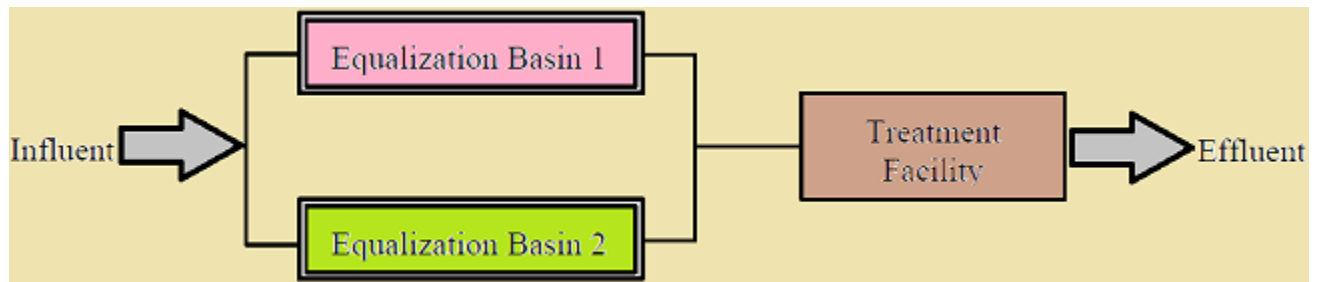 Equalization Basin 1
Influent
Treatment
Facility
Effluent
Equalization Basin 2